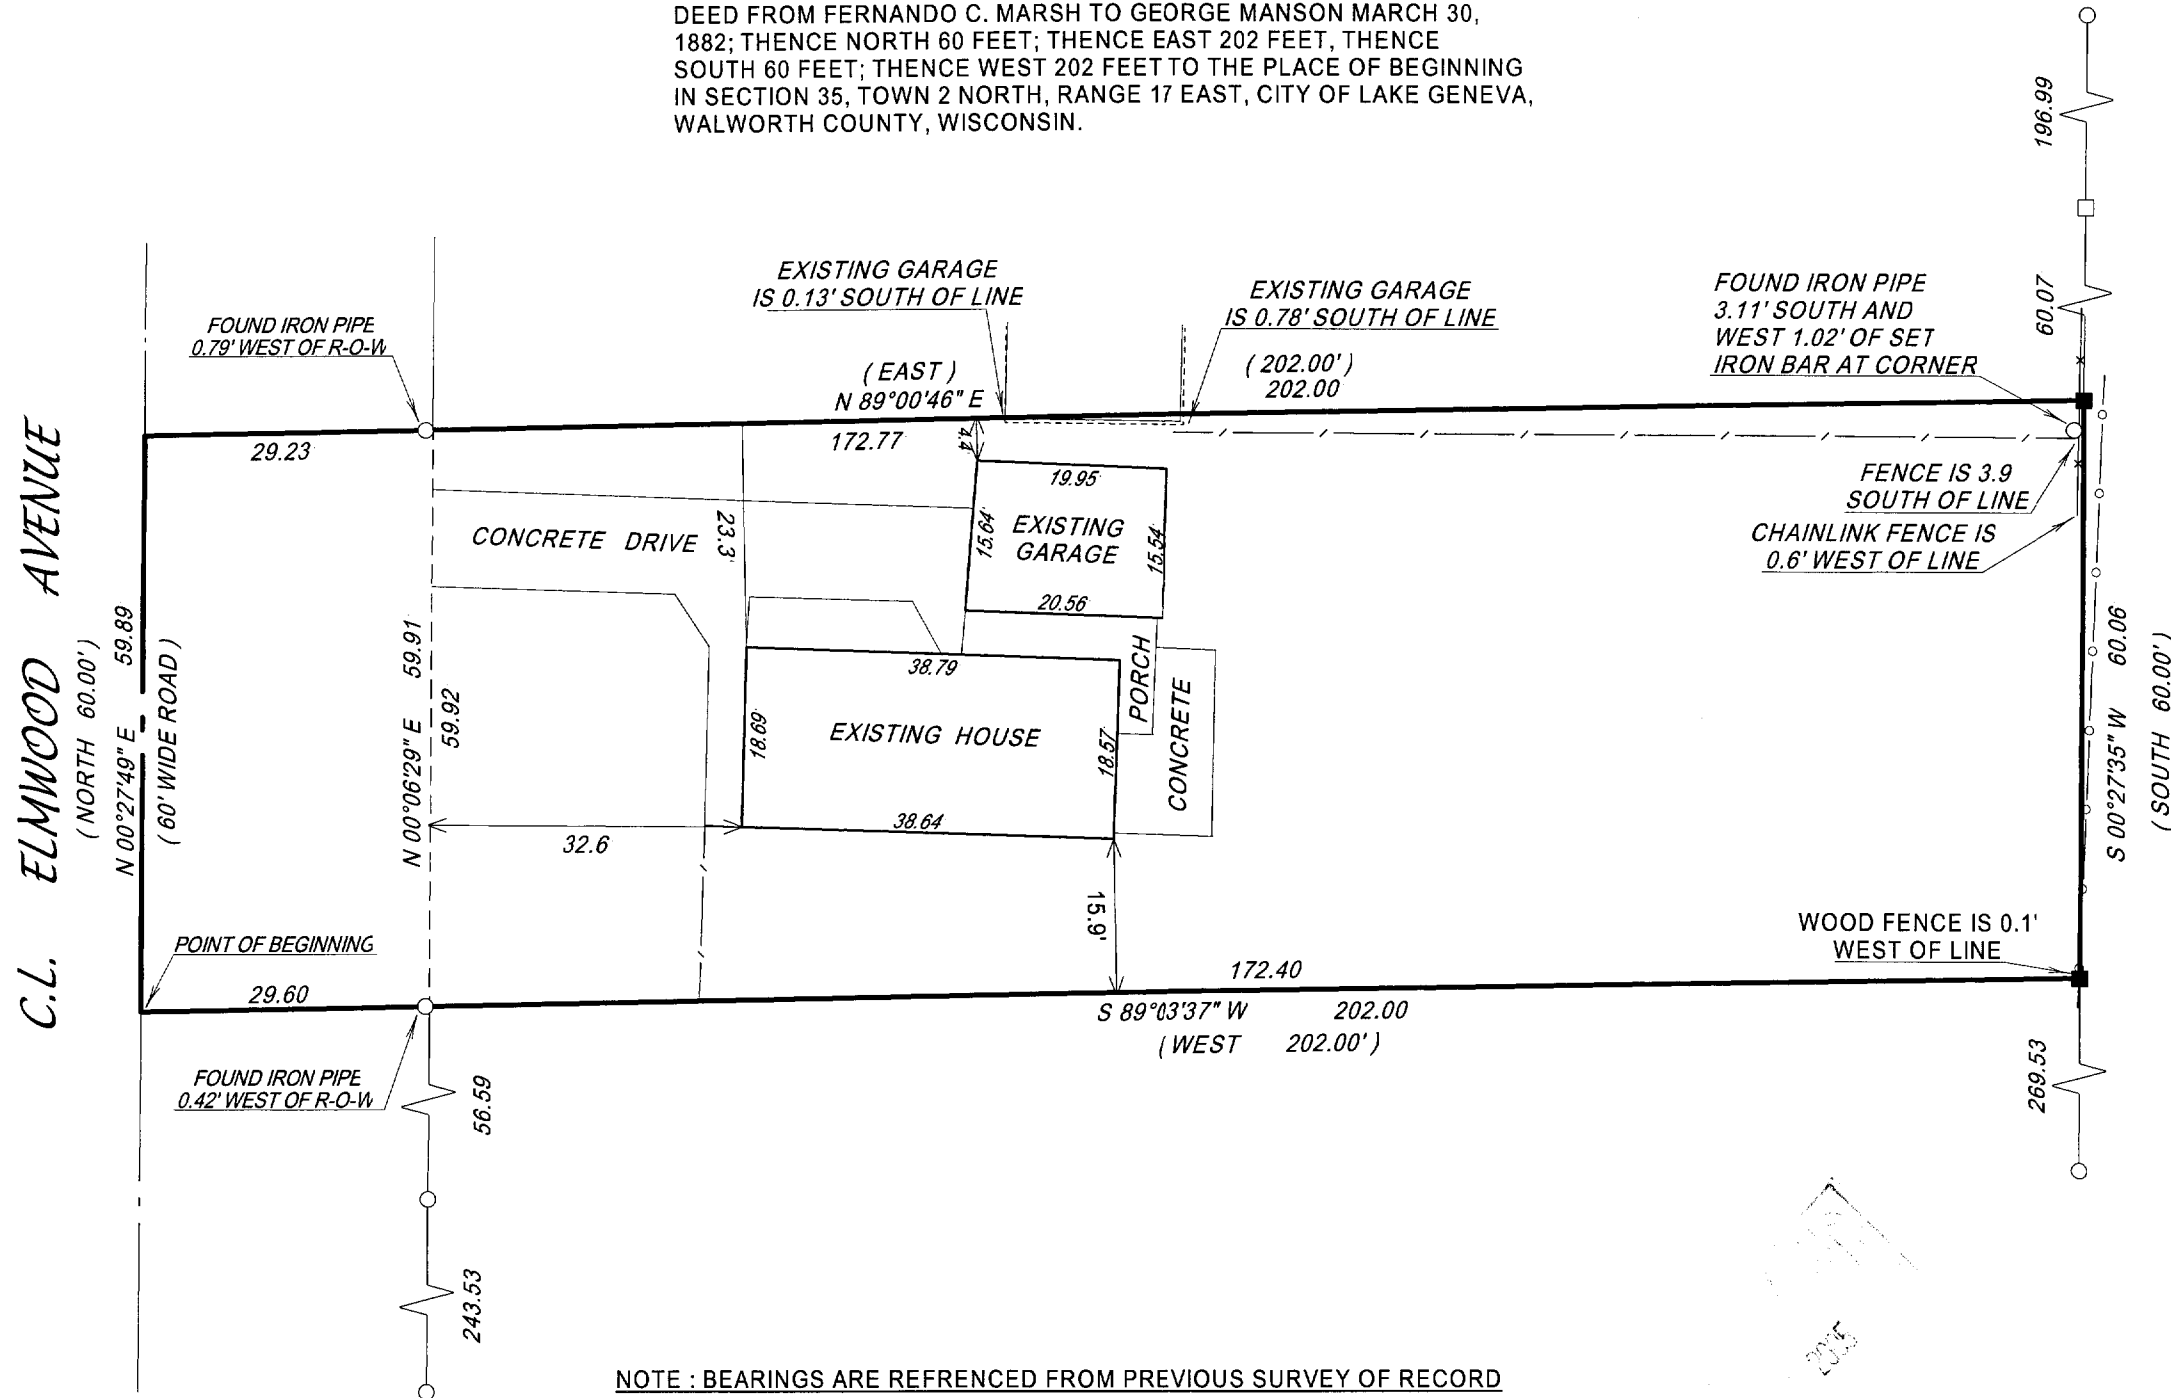 DEED FROM FERNANDO C. MARSH TO GEORGE MANSON MARCH 30,
1882; THENCE NORTH 60 FEET; THENCE EAST 202 FEET, THENCE
SOUTH 60 FEET; THENCE WEST 202 FEET TO THE PLACE OF BEGINNING
IN SECTION 35, TOWN 2 NORTH, RANGE 17 EAST, CITY OF LAKE GENEVA,
WALWORTH COUNTY, WISCONSIN.
196.99
60.07
EXISTING GARAGE
IS 0.13' SOUTH OF LINE
EXISTING GARAGE
IS 0.78' SOUTH OF LINE
FOUND IRON PIPE
3.11' SOUTH AND
WEST 1.02' OF SET
IRON BAR AT CORNER
FOUND IRON PIPE
0.79' WEST OF R-O-W
(EAST)
N 89°00'46" E
(202.00')
202.00
29.23
172.77
4.4
19.95
FENCE IS 3.9
SOUTH OF LINE
CHAINLINK FENCE IS
0.6' WEST OF LINE
CONCRETE DRIVE
23.3'
15.64
EXISTING
GARAGE
15.54
20.56
C.L. ELMWOOD AVENUE
(NORTH 60.00')
N 00°27'49" E 59.89
(60' WIDE ROAD)
N 00°06'29" E 59.91
59.92
38.79
PORCH
CONCRETE
18.69
EXISTING HOUSE
18.57
38.64
32.6
S 00°27'35" W 60.06
(SOUTH 60.00')
15.9'
POINT OF BEGINNING
WOOD FENCE IS 0.1'
WEST OF LINE
29.60
172.40
S 89°03'37" W 202.00
(WEST 202.00')
FOUND IRON PIPE
0.42' WEST OF R-O-W
56.59
269.53
243.53
NOTE : BEARINGS ARE REFRENCED FROM PREVIOUS SURVEY OF RECORD